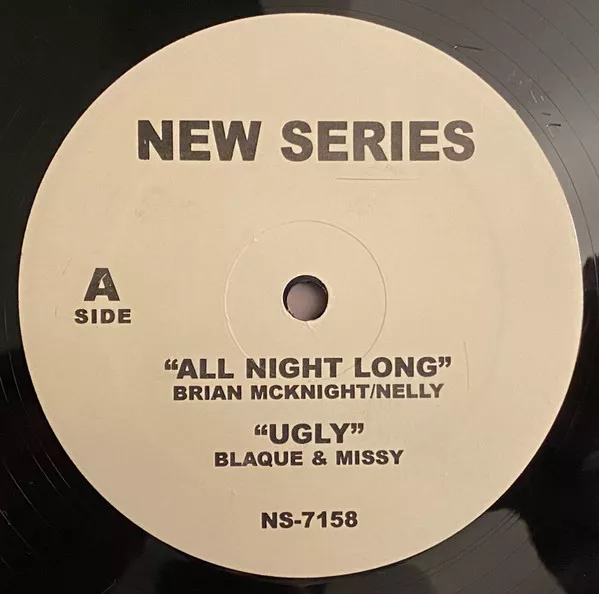 NEW SERIES
A
SIDE
“ALL NIGHT LONG”
BRIAN MCKNIGHT/NELLY
“UGLY”
BLAQUE & MISSY
NS-7158